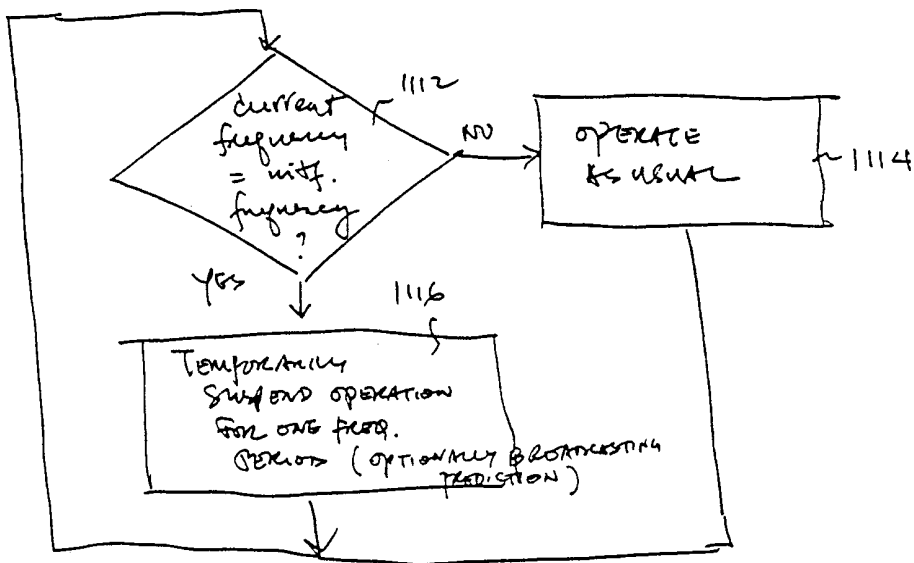 current
frequency
= intf.
frequency
?
1112
NO
OPERATE
AS USUAL
1114
YES
1116
TEMPORARILY
SUSPEND OPERATION
FOR ONE FREQ.
PERIOD (OPTIONALLY BROADCASTING
PREDICTION)